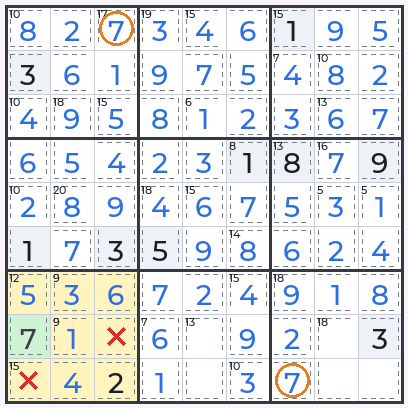 10 17 19 15 15
8 2 7 3 4 6 1 9 5
7 10
3 6 1 9 7 5 4 8 2
10 18 15 6 13
4 9 5 8 1 2 3 6 7
8 13 16
6 5 4 2 3 1 8 7 9
10 20 18 15 5 5
2 8 9 4 6 7 5 3 1
14
1 7 3 5 9 8 6 2 4
12 9 15 18
5 3 6 7 2 4 9 1 8
9 7 13 18
7 1 6 9 2 3
15 10
4 2 1 3 7